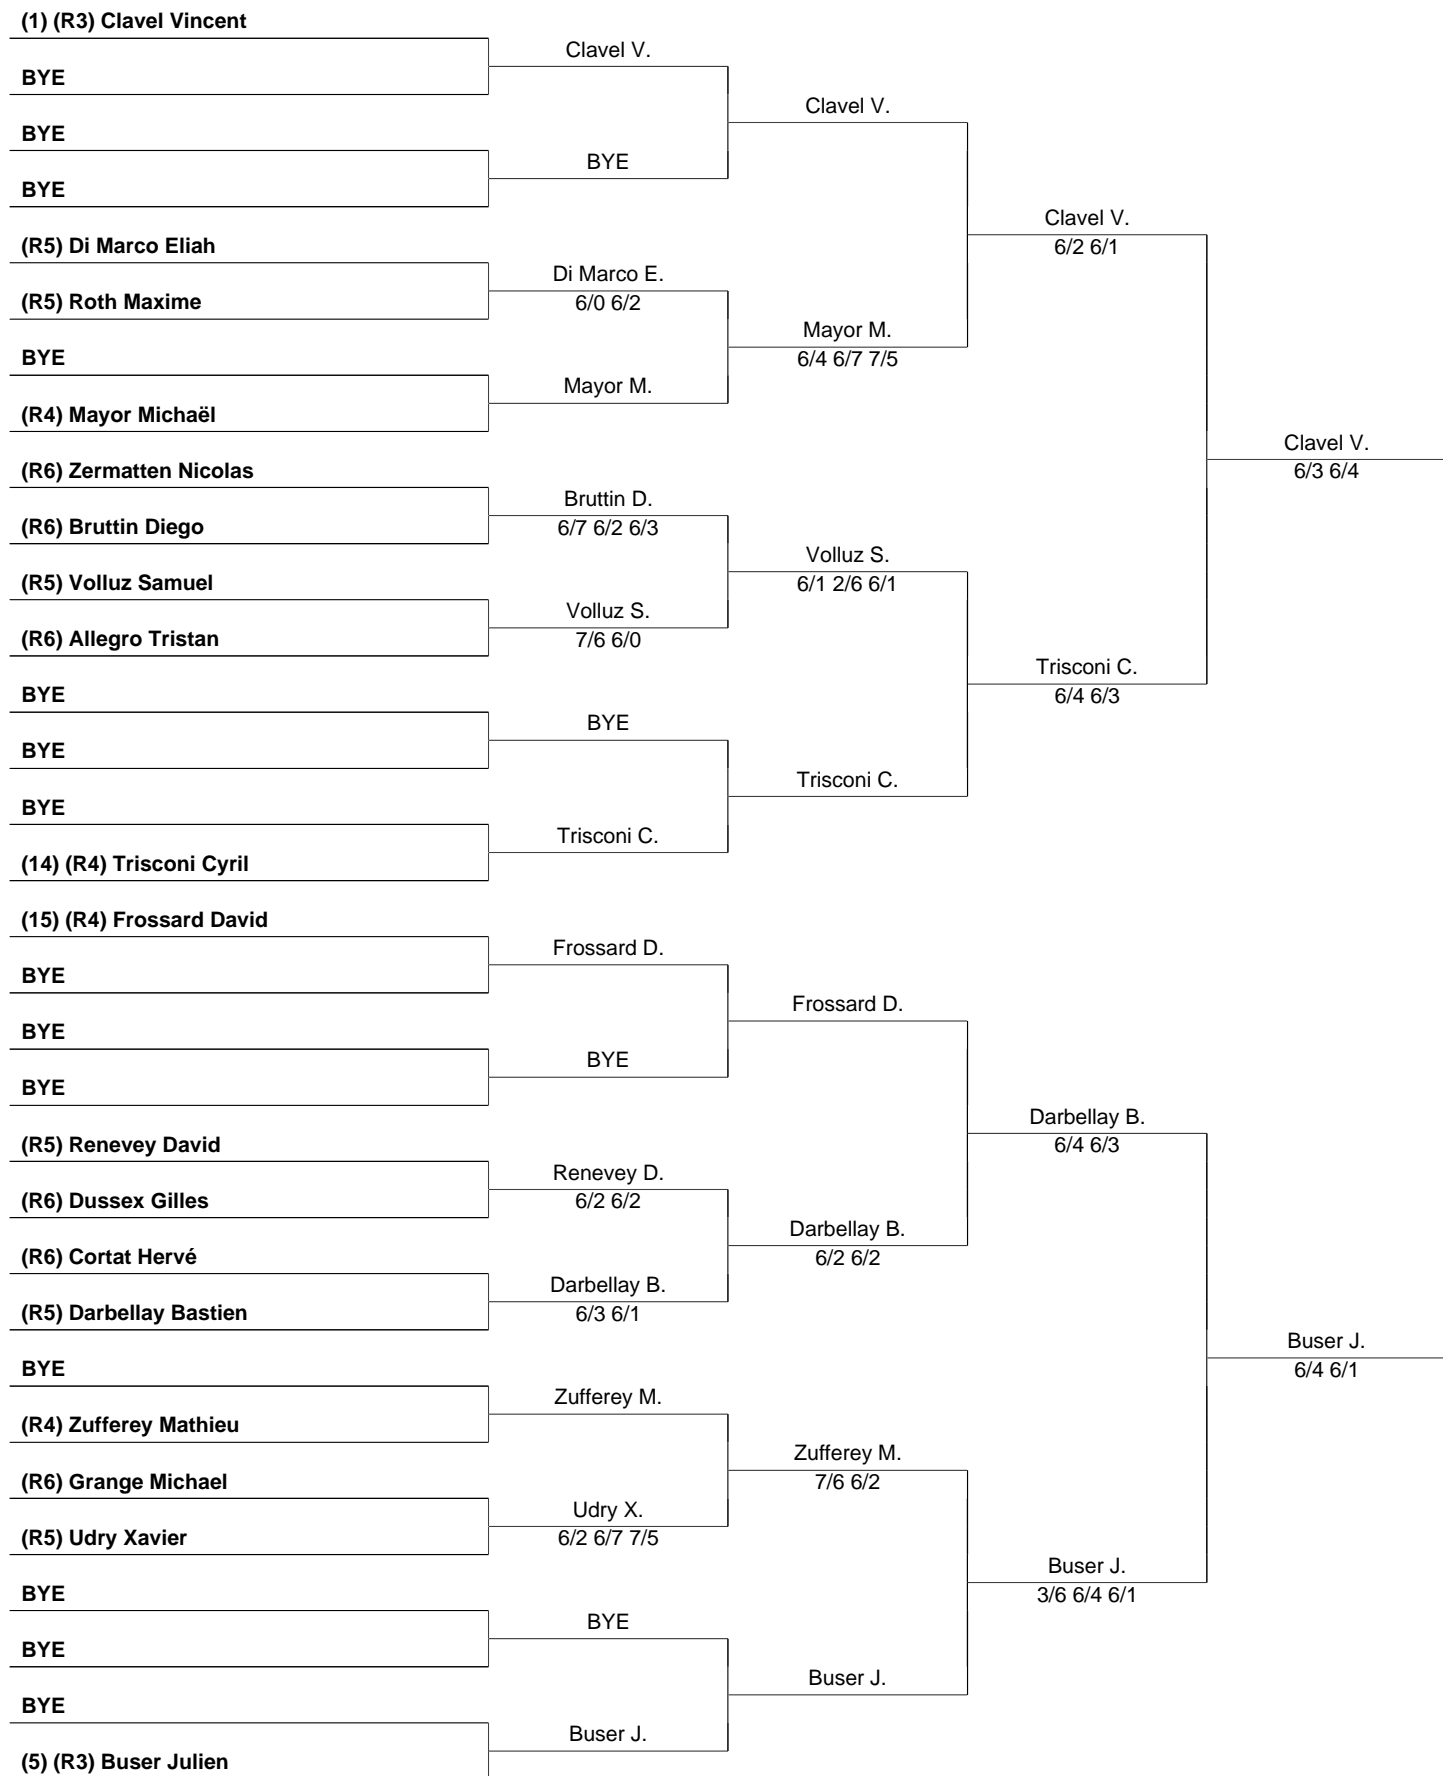 (1) (R3) Clavel Vincent
Clavel V.
BYE
Clavel V.
BYE
BYE
BYE
Clavel V.
6/2 6/1
(R5) Di Marco Eliah
Di Marco E.
6/0 6/2
(R5) Roth Maxime
Mayor M.
6/4 6/7 7/5
BYE
Mayor M.
(R4) Mayor Michaël
Clavel V.
6/3 6/4
(R6) Zermatten Nicolas
Bruttin D.
6/7 6/2 6/3
(R6) Bruttin Diego
Volluz S.
6/1 2/6 6/1
(R5) Volluz Samuel
Volluz S.
7/6 6/0
(R6) Allegro Tristan
Trisconi C.
6/4 6/3
BYE
BYE
BYE
Trisconi C.
BYE
Trisconi C.
(14) (R4) Trisconi Cyril
(15) (R4) Frossard David
Frossard D.
BYE
Frossard D.
BYE
BYE
BYE
Darbellay B.
6/4 6/3
(R5) Renevey David
Renevey D.
6/2 6/2
(R6) Dussex Gilles
Darbellay B.
6/2 6/2
(R6) Cortat Hervé
Darbellay B.
6/3 6/1
(R5) Darbellay Bastien
Buser J.
6/4 6/1
BYE
Zufferey M.
(R4) Zufferey Mathieu
Zufferey M.
7/6 6/2
(R6) Grange Michael
Udry X.
6/2 6/7 7/5
(R5) Udry Xavier
Buser J.
3/6 6/4 6/1
BYE
BYE
BYE
Buser J.
BYE
Buser J.
(5) (R3) Buser Julien